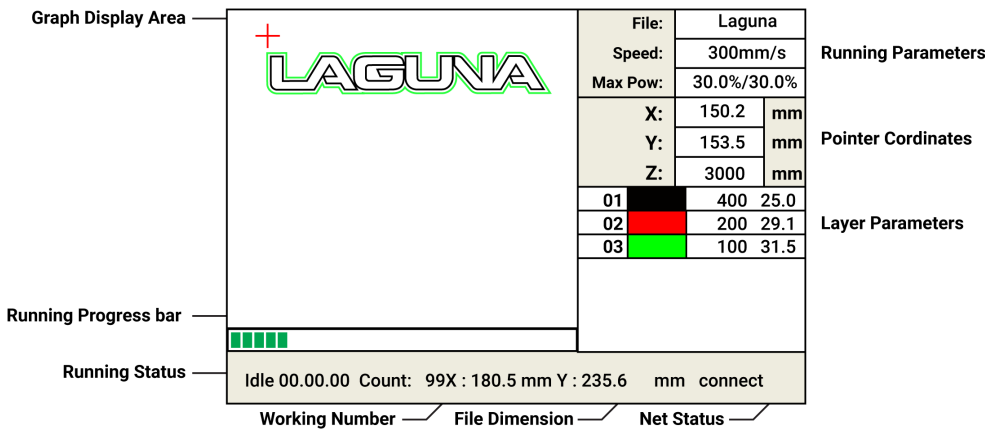 Graph Display Area
LAGUNA
File: Laguna
Speed: 300mm/s
Max Pow: 30.0%/30.0%
Running Parameters
X: 150.2 mm
Y: 153.5 mm
Z: 3000 mm
Pointer Cordinates
01 400 25.0
02 200 29.1
03 100 31.5
Layer Parameters
Running Progress bar
Running Status
Idle 00.00.00 Count: 99X : 180.5 mm Y : 235.6 mm connect
Working Number
File Dimension
Net Status